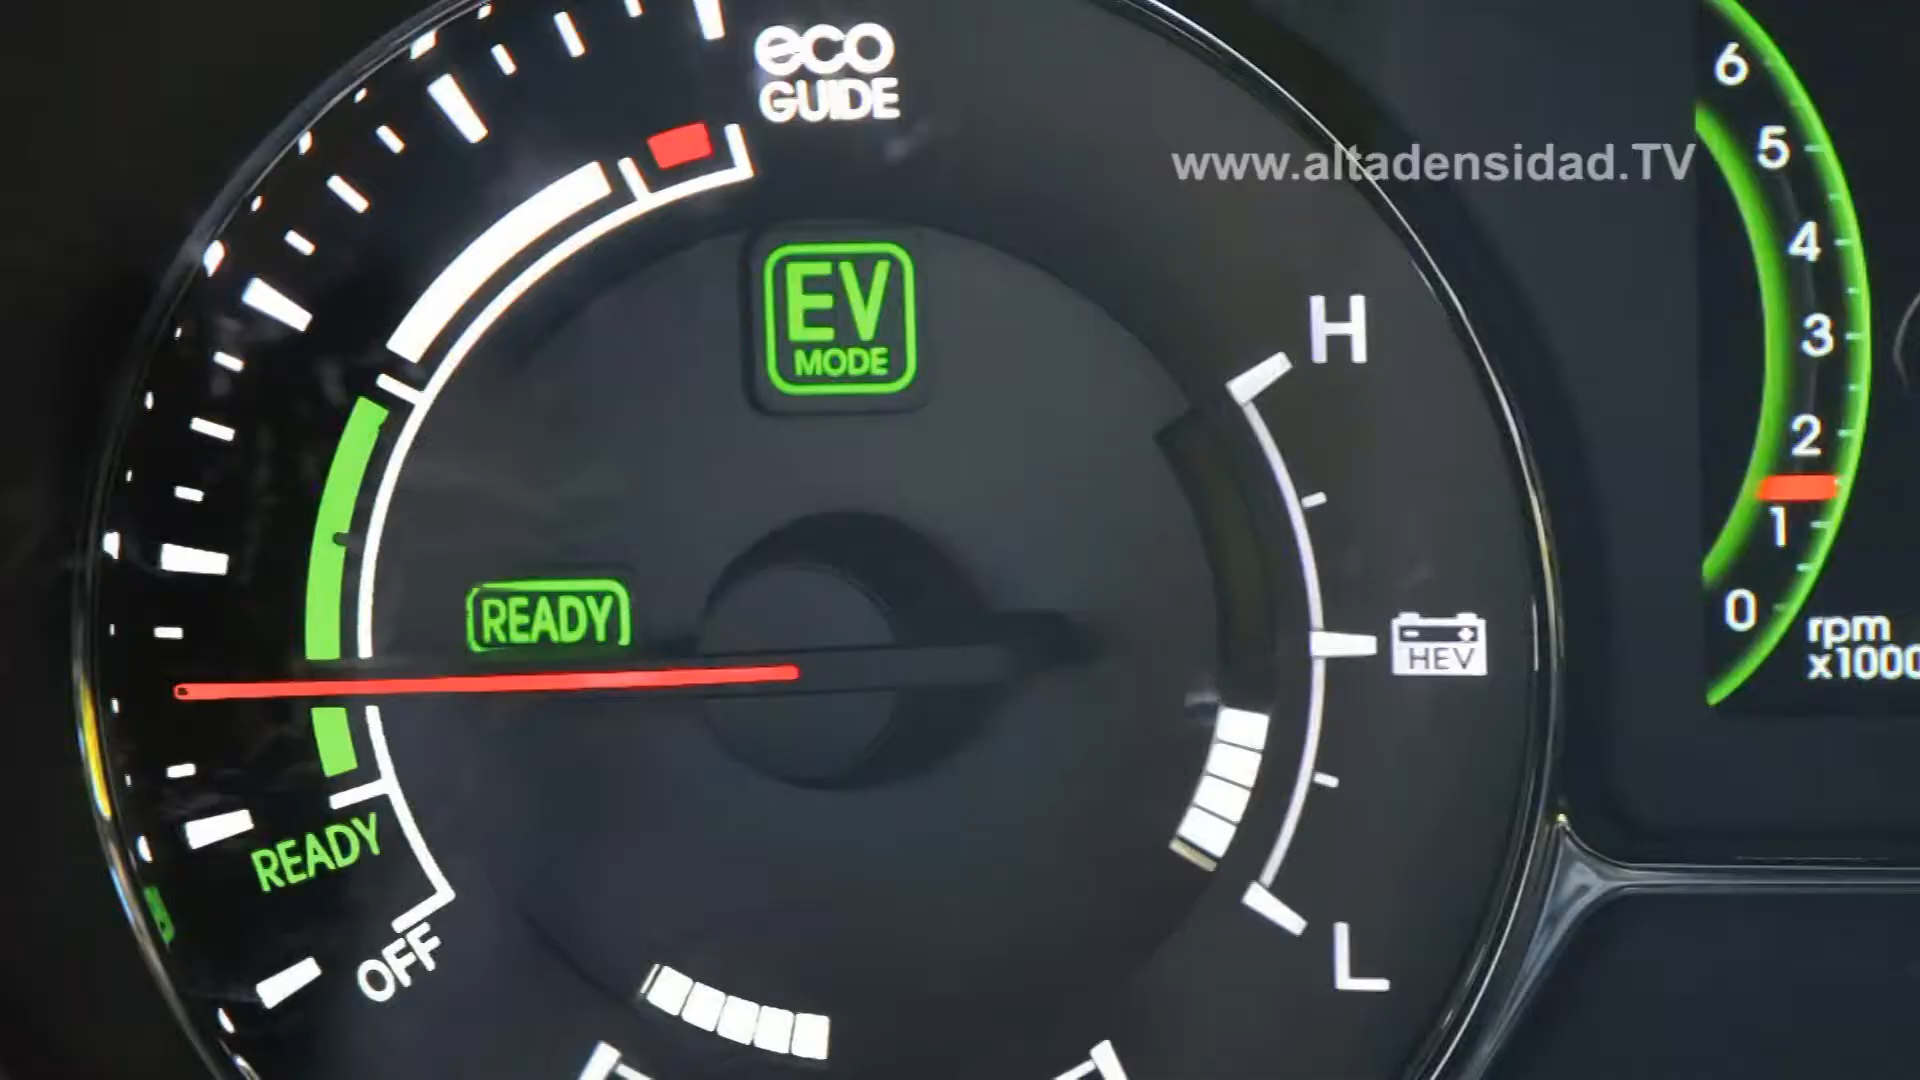 eco
GUIDE
www.altadensidad.TV
EV
MODE
READY
READY
OFF
H
HEV
L
6
5
4
3
2
1
0
rpm
x1000